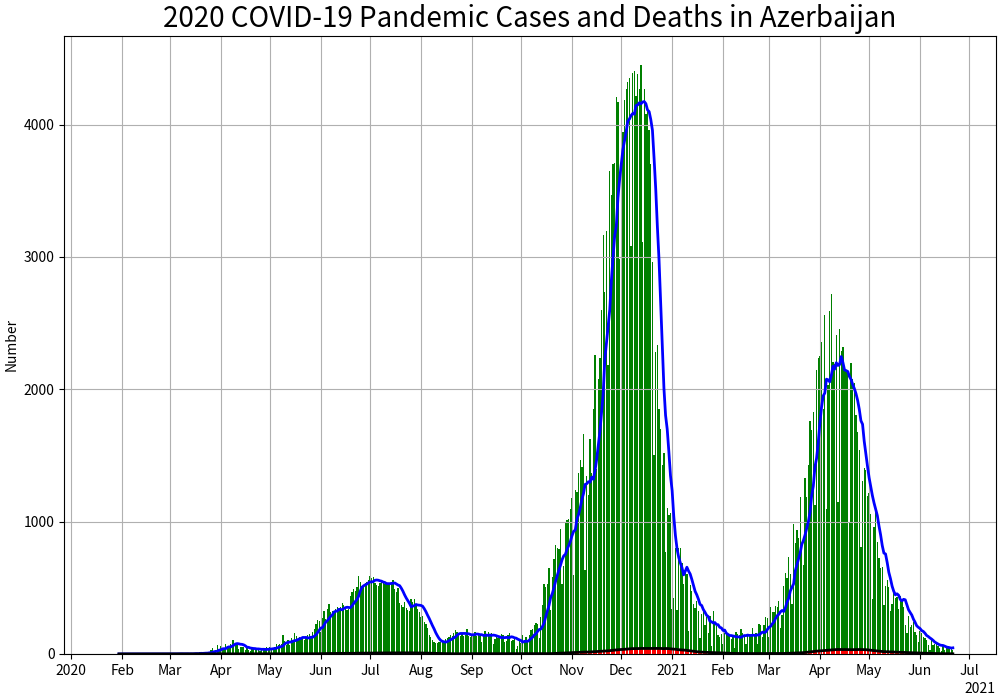 2020 COVID-19 Pandemic Cases and Deaths in Azerbaijan
Number
4000
3000
2000
1000
0
2020 Feb Mar Apr May Jun Jul Aug Sep Oct Nov Dec 2021 Feb Mar Apr May Jun Jul
2021